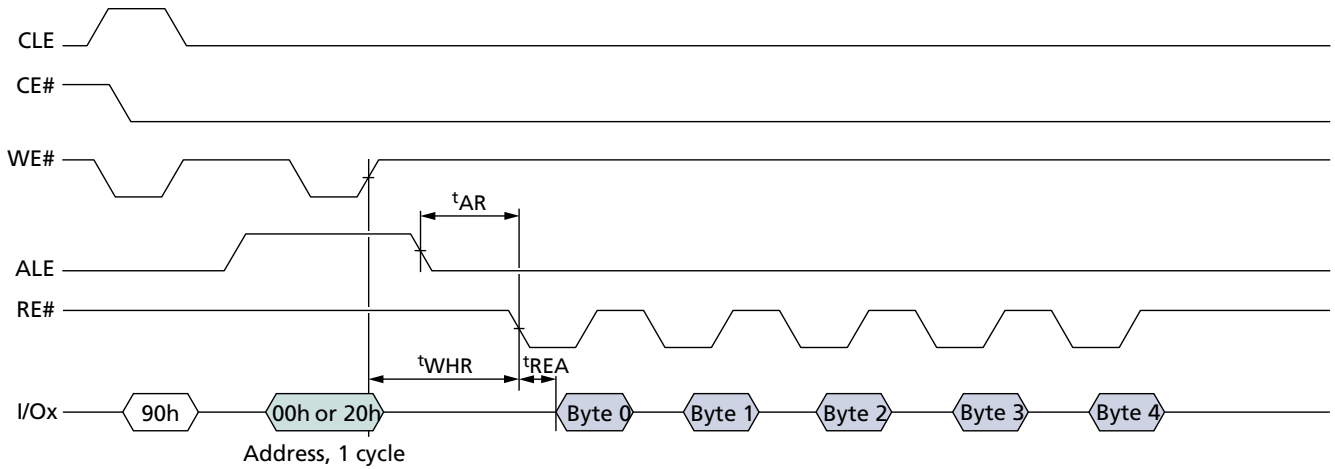 CLE
CE#
WE#
tAR
ALE
RE#
tWHR tREA
I/Ox 90h 00h or 20h Byte 0 Byte 1 Byte 2 Byte 3 Byte 4
Address, 1 cycle